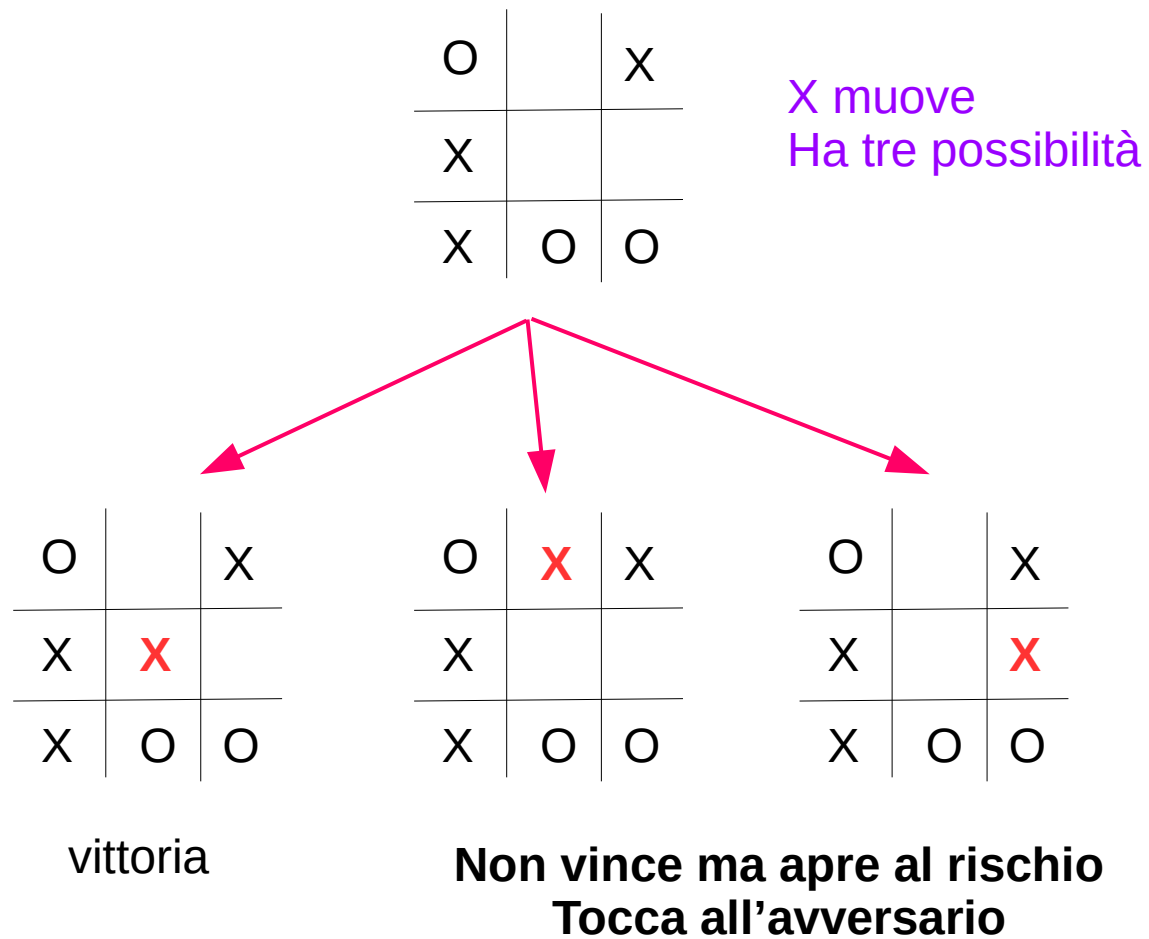 O X
X muove
Ha tre possibilità
X
X O O
O X
X X
X O O
O X X
X
X O O
O X
X X
X O O
vittoria
Non vince ma apre al rischio
Tocca all’avversario